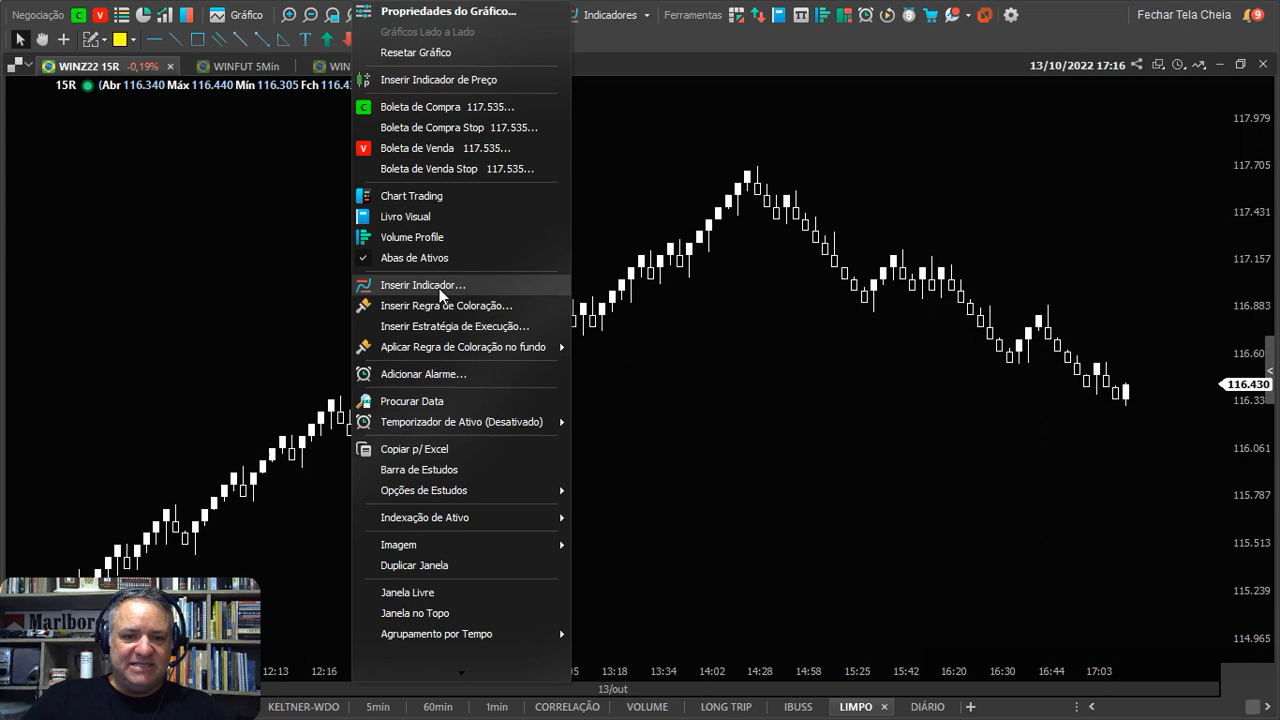 Negociação
C
V
Gráfico
Indicadores
Ferramentas
Fechar Tela Cheia
9
T
WINZ22 15R -0,19%
WINFUT 5Min
WIN
13/10/2022 17:16
15R
(Abr 116.340 Máx 116.440 Mín 116.305 Fch
Propriedades do Gráfico...
Gráficos Lado a Lado
Resetar Gráfico
Inserir Indicador de Preço
C Boleta de Compra 117.535...
Boleta de Compra Stop 117.535...
V Boleta de Venda 117.535...
Boleta de Venda Stop 117.535...
Chart Trading
Livro Visual
Volume Profile
Abas de Ativos
Inserir Indicador...
Inserir Regra de Coloração...
Inserir Estratégia de Execução...
Aplicar Regra de Coloração no fundo
Adicionar Alarme...
Procurar Data
Temporizador de Ativo (Desativado)
Copiar p/ Excel
Barra de Estudos
Opções de Estudos
Indexação de Ativo
Imagem
Duplicar Janela
Janela Livre
Janela no Topo
Agrupamento por Tempo
117.979
117.705
117.431
117.157
116.883
116.60
116.430
116.33
116.061
115.787
115.513
115.239
114.965
Marlboro
12:13
12:16
13:18
13:34
14:02
14:28
15:25
15:42
16:20
16:44
17:03
13/out
KELTNER-WDO
5min
60min
1min
CORRELAÇÃO
VOLUME
LONG TRIP
IBUSS
LIMPO
DIÁRIO